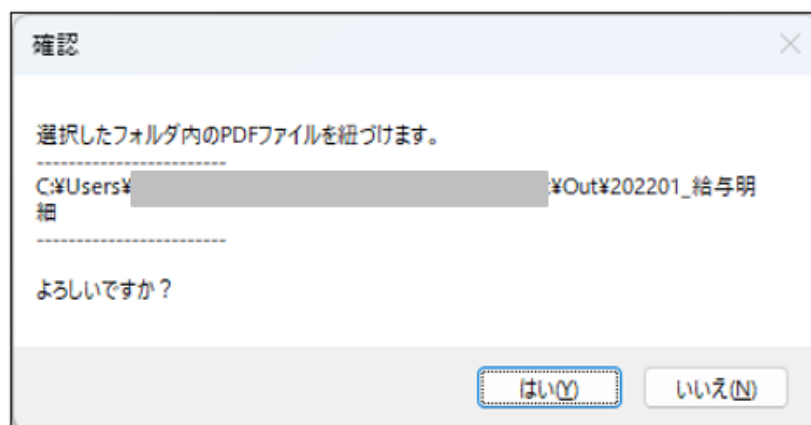 確認
選択したフォルダ内のPDFファイルを紐づけます。
------------------------
C:¥Users¥ :¥Out¥202201_給与明
細
------------------------
よろしいですか？
はい(Y) いいえ(N)